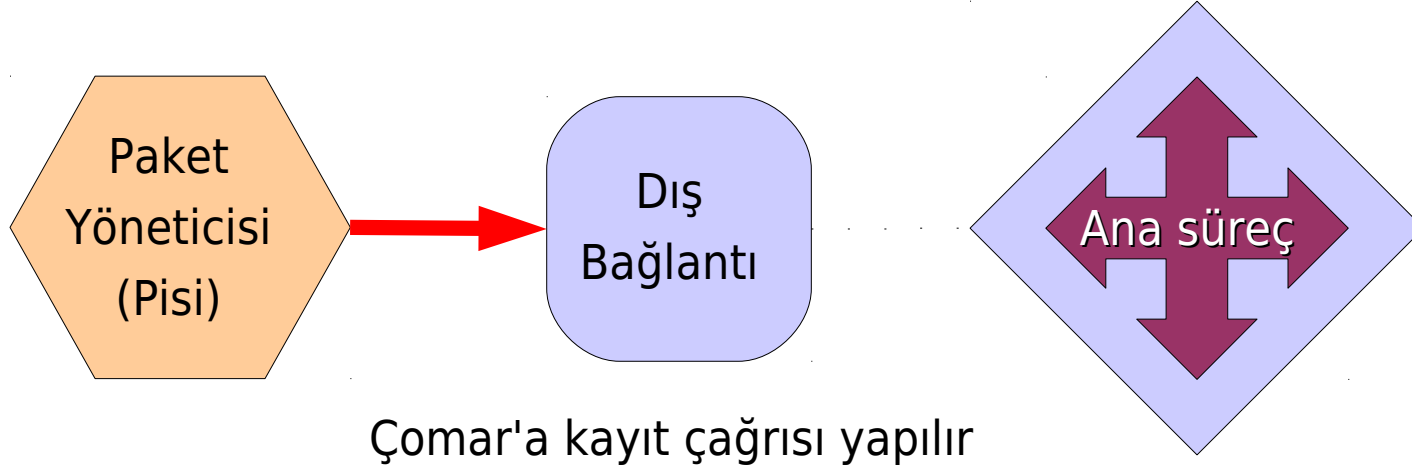 Paket
Yöneticisi
(Pisi)
Dış
Bağlantı
Ana süreç
Çomar'a kayıt çağrısı yapılır